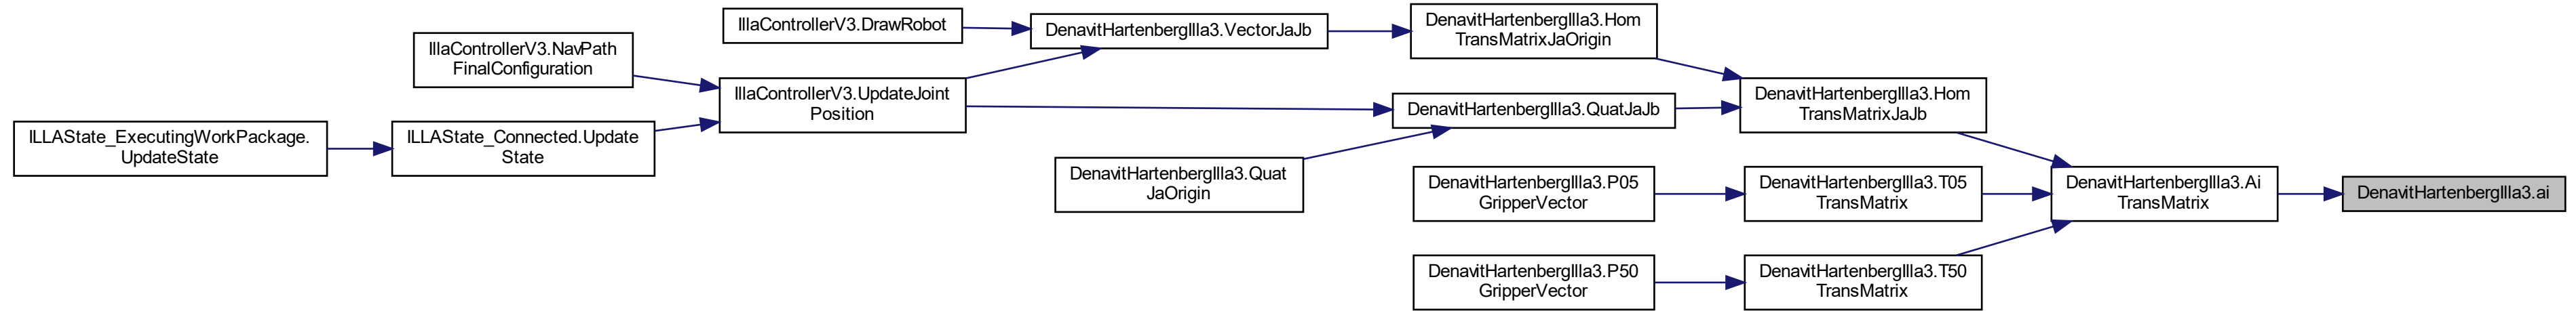 IllaControllerV3.DrawRobot
DenavitHartenbergIlla3.VectorJaJb
DenavitHartenbergIlla3.Hom
TransMatrixJaOrigin
IllaControllerV3.NavPath
FinalConfiguration
IllaControllerV3.UpdateJoint
Position
DenavitHartenbergIlla3.QuatJaJb
DenavitHartenbergIlla3.Hom
TransMatrixJaJb
ILLAState_ExecutingWorkPackage.
UpdateState
ILLAState_Connected.Update
State
DenavitHartenbergIlla3.Quat
JaOrigin
DenavitHartenbergIlla3.P05
GripperVector
DenavitHartenbergIlla3.T05
TransMatrix
DenavitHartenbergIlla3.Ai
TransMatrix
DenavitHartenbergIlla3.ai
DenavitHartenbergIlla3.P50
GripperVector
DenavitHartenbergIlla3.T50
TransMatrix